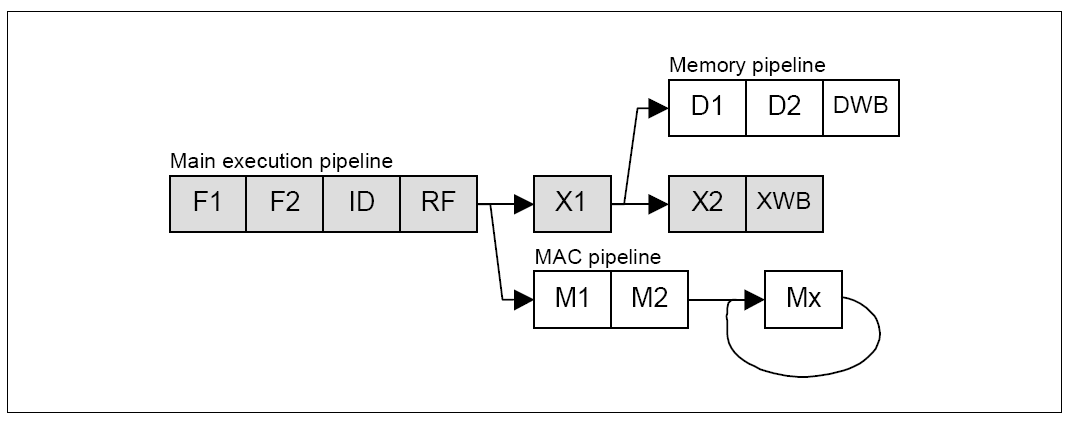 Memory pipeline
D1 D2 DWB
Main execution pipeline
F1 F2 ID RF X1 X2 XWB
MAC pipeline
M1 M2 Mx